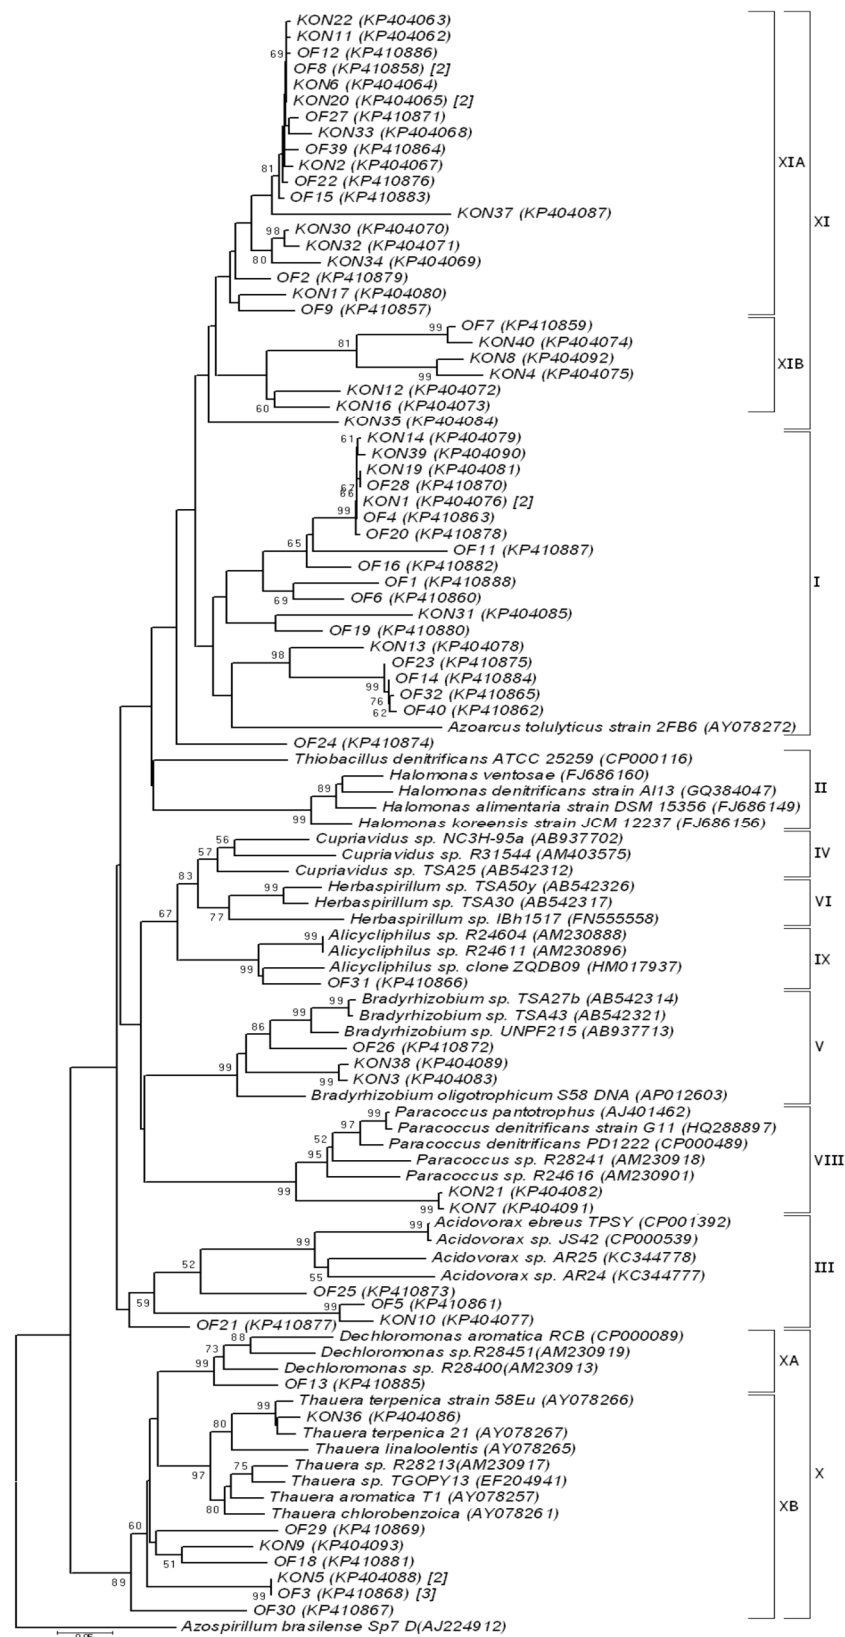 KON22 (KP404063)
KON11 (KP404062)
69 OF12 (KP410886)
OF8 (KP410858) [2]
KON6 (KP404064)
KON20 (KP404065) [2]
OF27 (KP410871)
KON33 (KP404068)
OF39 (KP410864)
XIA
KON2 (KP404067)
81
OF22 (KP410876)
OF15 (KP410883)
KON37 (KP404087)
XI
98 KON30 (KP404070)
KON32 (KP404071)
80 KON34 (KP404069)
OF2 (KP410879)
KON17 (KP404080)
OF9 (KP410857)
99 OF7 (KP410859)
81 KON40 (KP404074)
KON8 (KP404092)
XIB
99 KON4 (KP404075)
KON12 (KP404072)
60 KON16 (KP404073)
KON35 (KP404084)
61 KON14 (KP404079)
KON39 (KP404090)
KON19 (KP404081)
67 OF28 (KP410870)
66 KON1 (KP404076) [2]
99 OF4 (KP410863)
OF20 (KP410878)
65 OF11 (KP410887)
OF16 (KP410882)
OF1 (KP410888)
I
69 OF6 (KP410860)
KON31 (KP404085)
OF19 (KP410880)
KON13 (KP404078)
98 OF23 (KP410875)
OF14 (KP410884)
99
76 OF32 (KP410865)
62 OF40 (KP410862)
Azoarcus tolulyticus strain 2FB6 (AY078272)
OF24 (KP410874)
Thiobacillus denitrificans ATCC 25259 (CP000116)
Halomonas ventosae (FJ686160)
89 Halomonas denitrificans strain AI13 (GQ384047)
II
Halomonas alimentaria strain DSM 15356 (FJ686149)
99 Halomonas koreensis strain JCM 12237 (FJ686156)
56 Cupriavidus sp. NC3H-95a (AB937702)
57 Cupriavidus sp. R31544 (AM403575)
IV
Cupriavidus sp. TSA25 (AB542312)
83
99 Herbaspirillum sp. TSA50y (AB542326)
Herbaspirillum sp. TSA30 (AB542317)
VI
67 77 Herbaspirillum sp. IBh1517 (FN555558)
99 Alicycliphilus sp. R24604 (AM230888)
Alicycliphilus sp. R24611 (AM230896)
IX
99 Alicycliphilus sp. clone ZQDB09 (HM017937)
OF31 (KP410866)
99 Bradyrhizobium sp. TSA27b (AB542314)
99 Bradyrhizobium sp. TSA43 (AB542321)
86 Bradyrhizobium sp. UNPF215 (AB937713)
OF26 (KP410872)
V
99 KON38 (KP404089)
99 KON3 (KP404083)
Bradyrhizobium oligotrophicum S58 DNA (AP012603)
99 Paracoccus pantotrophus (AJ401462)
97 Paracoccus denitrificans strain G11 (HQ288897)
52 Paracoccus denitrificans PD1222 (CP000489)
95 Paracoccus sp. R28241 (AM230918)
VIII
Paracoccus sp. R24616 (AM230901)
99 KON21 (KP404082)
99 KON7 (KP404091)
99 Acidovorax ebreus TPSY (CP001392)
99 Acidovorax sp. JS42 (CP000539)
Acidovorax sp. AR25 (KC344778)
52
III
55 Acidovorax sp. AR24 (KC344777)
OF25 (KP410873)
59 OF5 (KP410861)
99 KON10 (KP404077)
OF21 (KP410877)
88 Dechloromonas aromatica RCB (CP000089)
73 Dechloromonas sp.R28451(AM230919)
XA
99 Dechloromonas sp. R28400(AM230913)
OF13 (KP410885)
99 Thauera terpenica strain 58Eu (AY078266)
KON36 (KP404086)
80 Thauera terpenica 21 (AY078267)
Thauera linaloolentis (AY078265)
75 Thauera sp. R28213(AM230917)
97
X
Thauera sp. TGOPY13 (EF204941)
Thauera aromatica T1 (AY078257)
XB
80 Thauera chlorobenzoica (AY078261)
60 OF29 (KP410869)
KON9 (KP404093)
51 OF18 (KP410881)
KON5 (KP404088) [2]
89 99 OF3 (KP410868) [3]
OF30 (KP410867)
Azospirillum brasilense Sp7 D(AJ224912)
0.05